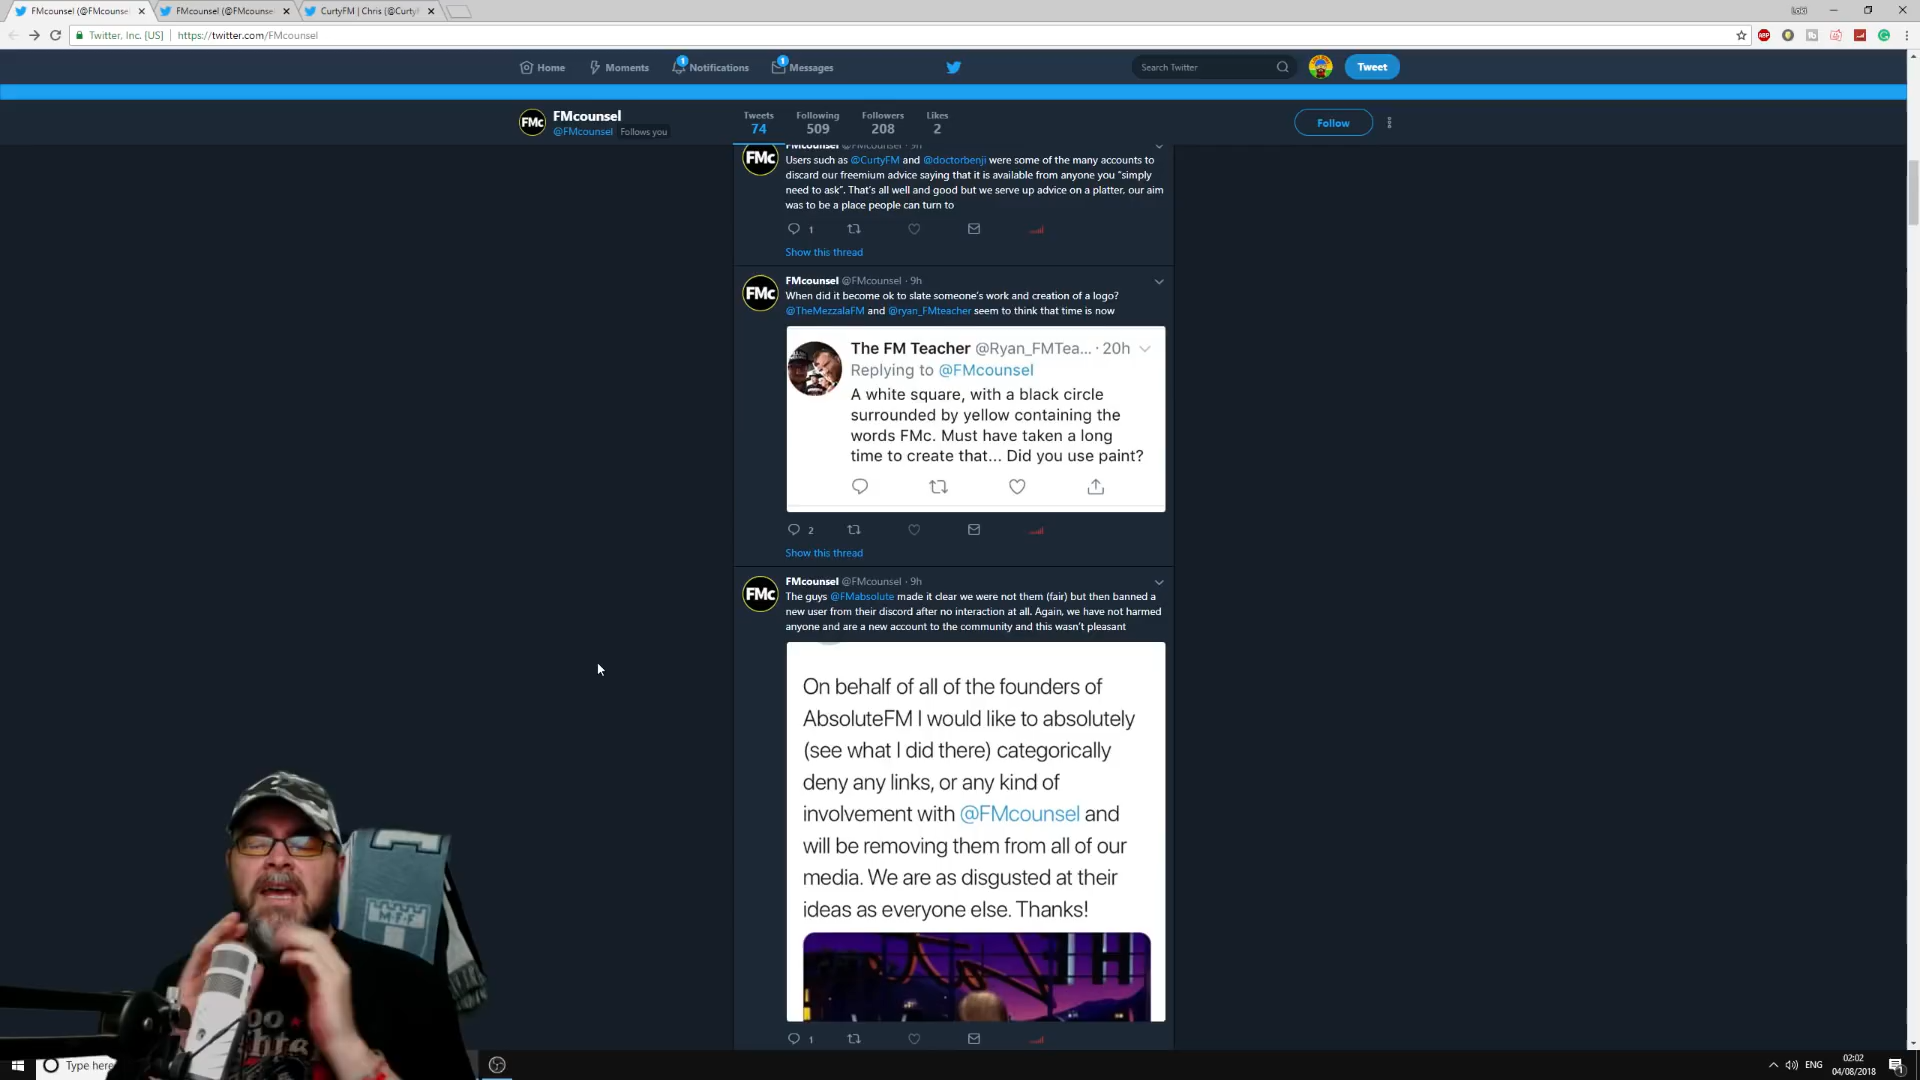 FMcounsel (@FMcounse
FMcounsel (@FMcounse
CurtyFM | Chris (@Curty
Loki
Twitter, Inc. [US] https://twitter.com/FMcounsel
Home
Moments
1
Notifications
1
Messages
Search Twitter
Tweet
FMc
FMcounsel
@FMcounsel Follows you
Tweets
74
Following
509
Followers
208
Likes
2
Follow
FMc
FMcounsel @FMcounsel · 9h
Users such as @CurtyFM and @doctorbenji were some of the many accounts to
discard our freemium advice saying that it is available from anyone you "simply
need to ask". That's all well and good but we serve up advice on a platter, our aim
was to be a place people can turn to
1
Show this thread
FMc
FMcounsel @FMcounsel · 9h
When did it become ok to slate someone's work and creation of a logo?
@TheMezzalaFM and @ryan_FMteacher seem to think that time is now
The FM Teacher @Ryan_FMTea... · 20h
Replying to @FMcounsel
A white square, with a black circle
surrounded by yellow containing the
words FMc. Must have taken a long
time to create that... Did you use paint?
2
Show this thread
FMc
FMcounsel @FMcounsel · 9h
The guys @FMabsolute made it clear we were not them (fair) but then banned a
new user from their discord after no interaction at all. Again, we have not harmed
anyone and are a new account to the community and this wasn't pleasant
On behalf of all of the founders of
AbsoluteFM I would like to absolutely
(see what I did there) categorically
deny any links, or any kind of
involvement with @FMcounsel and
will be removing them from all of our
media. We are as disgusted at their
ideas as everyone else. Thanks!
1
M.F.F
Type here
ENG
02:02
04/08/2018